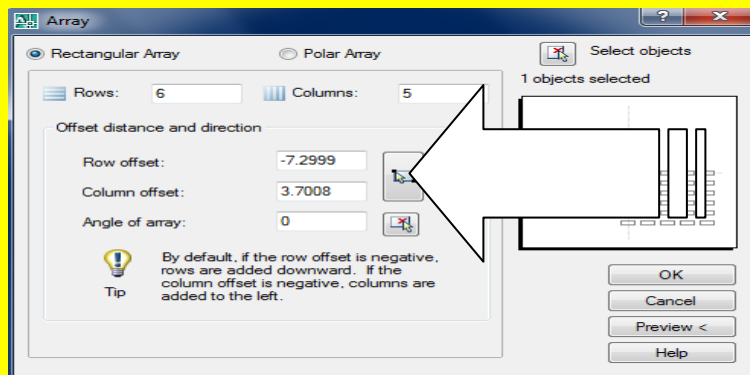 Array
Rectangular Array
Polar Array
Select objects
1 objects selected
Rows: 6
Columns: 5
Offset distance and direction
Row offset: -7.2999
Column offset: 3.7008
Angle of array: 0
Tip
By default, if the row offset is negative,
rows are added downward. If the
column offset is negative, columns are
added to the left.
OK
Cancel
Preview <
Help